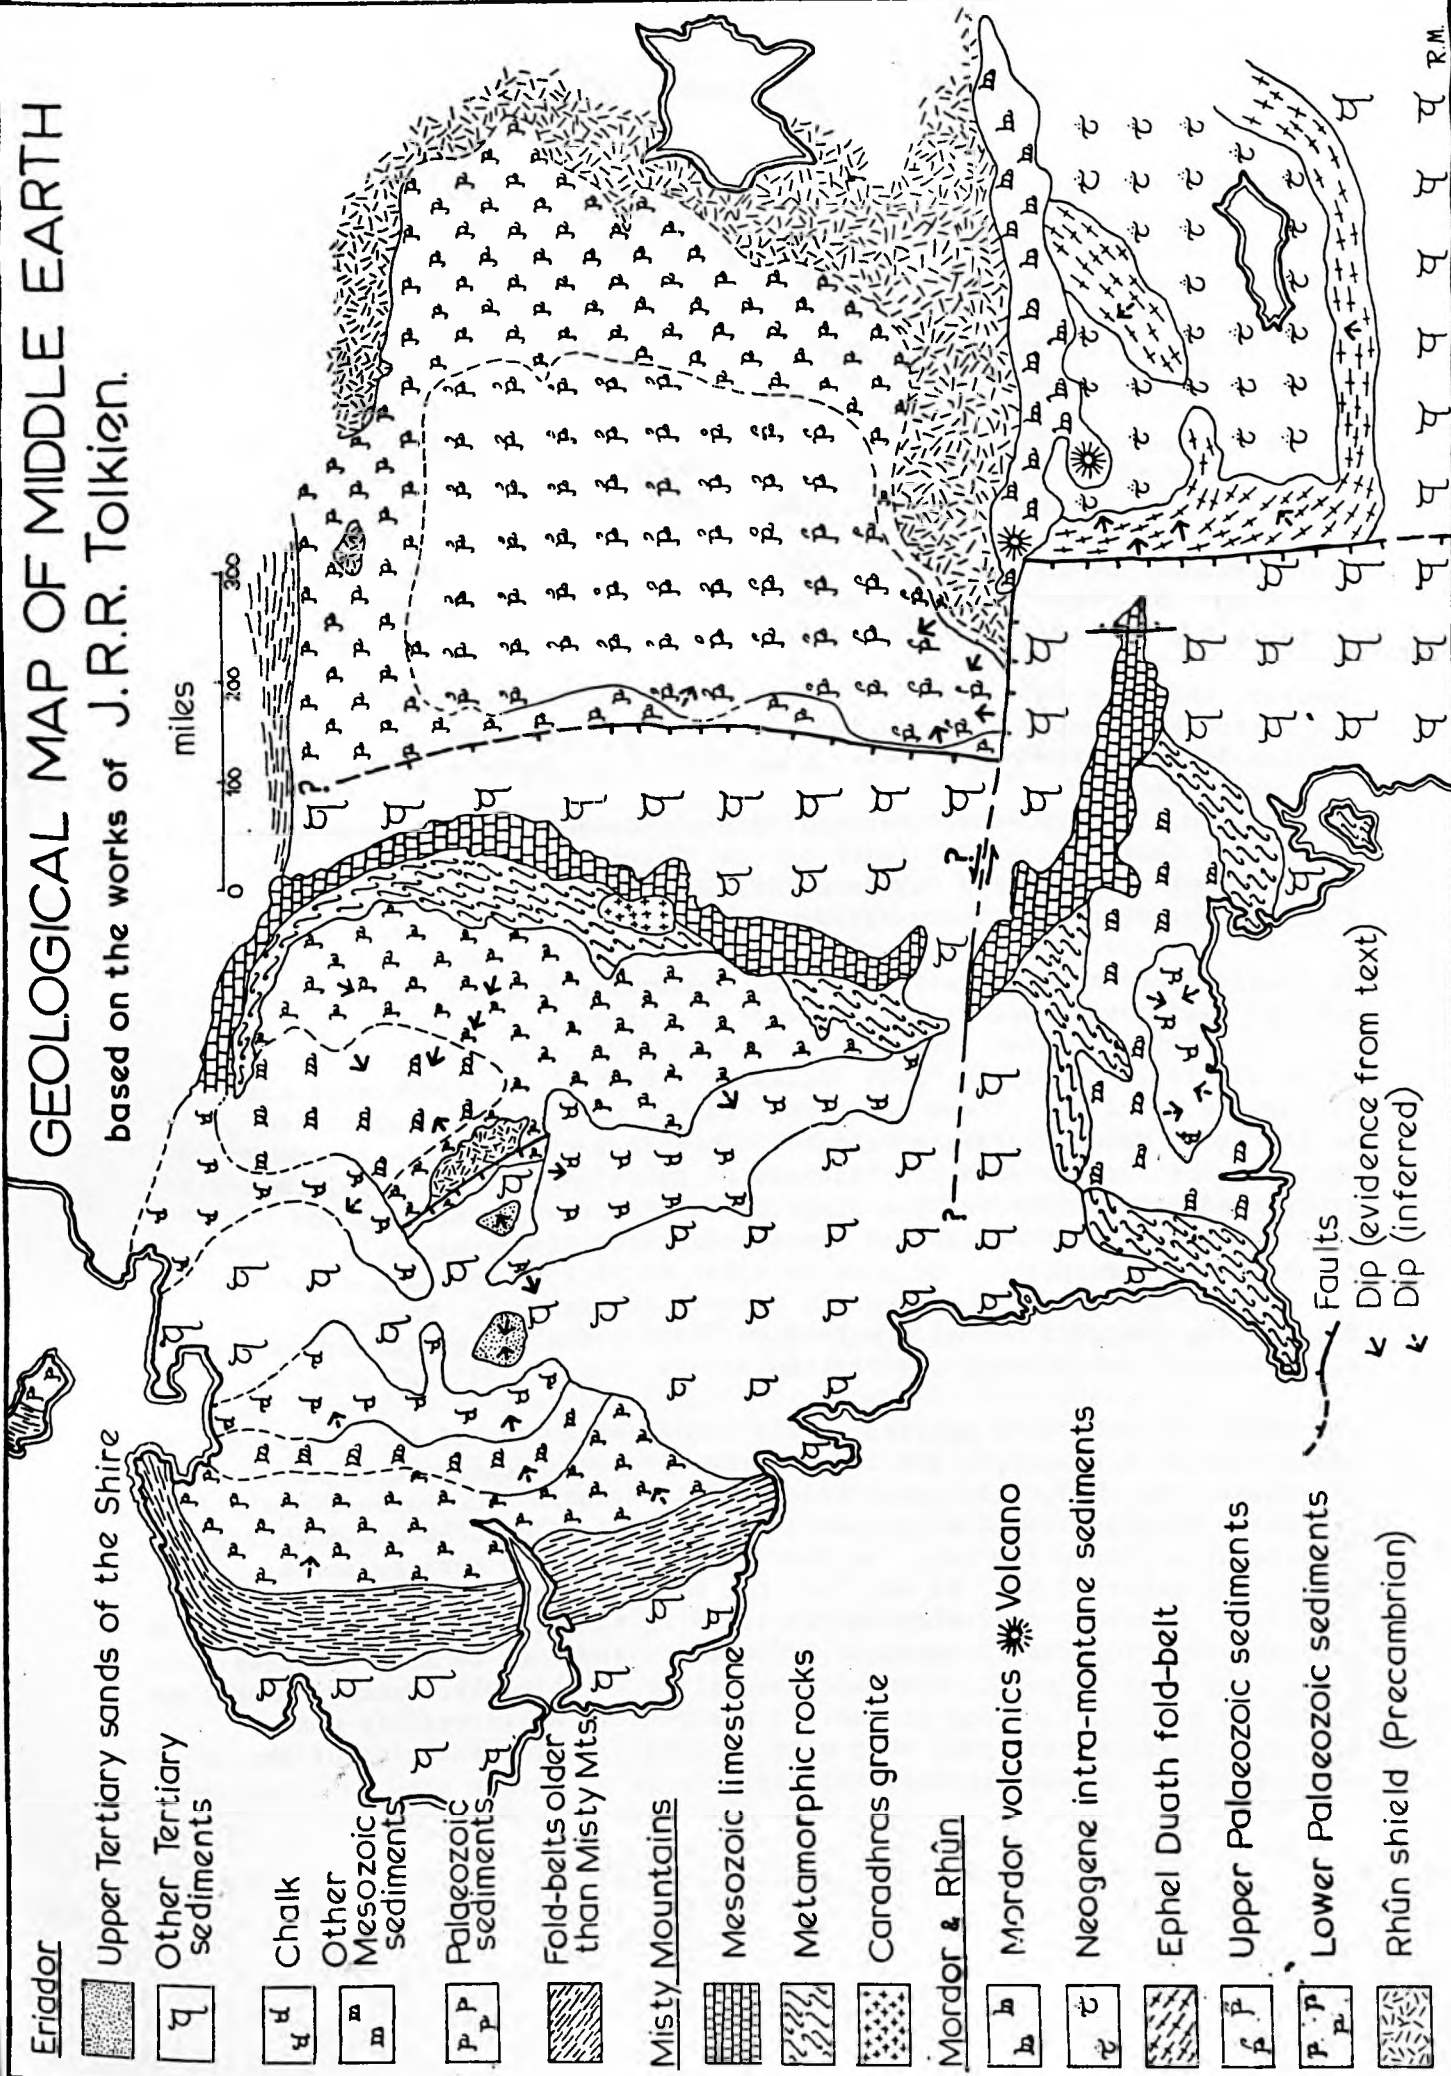 GEOLOGICAL MAP OF MIDDLE EARTH
based on the works of J.R.R. Tolkien.
miles
0 100 200 300
?
?
?
Eriador
Upper Tertiary sands of the Shire
Other Tertiary
sediments
Chalk
Other
Mesozoic
sediments
Palaeozoic
sediments
Fold-belts older
than Misty Mts.
Misty Mountains
Mesozoic limestone
Metamorphic rocks
Caradhras granite
Mordor & Rhûn
Mordor volcanics
Volcano
Neogene intra-montane sediments
Ephel Duath fold-belt
Upper Palaeozoic sediments
Lower Palaeozoic sediments
Rhûn shield (Precambrian)
Faults
Dip (evidence from text)
Dip (inferred)
R.M.